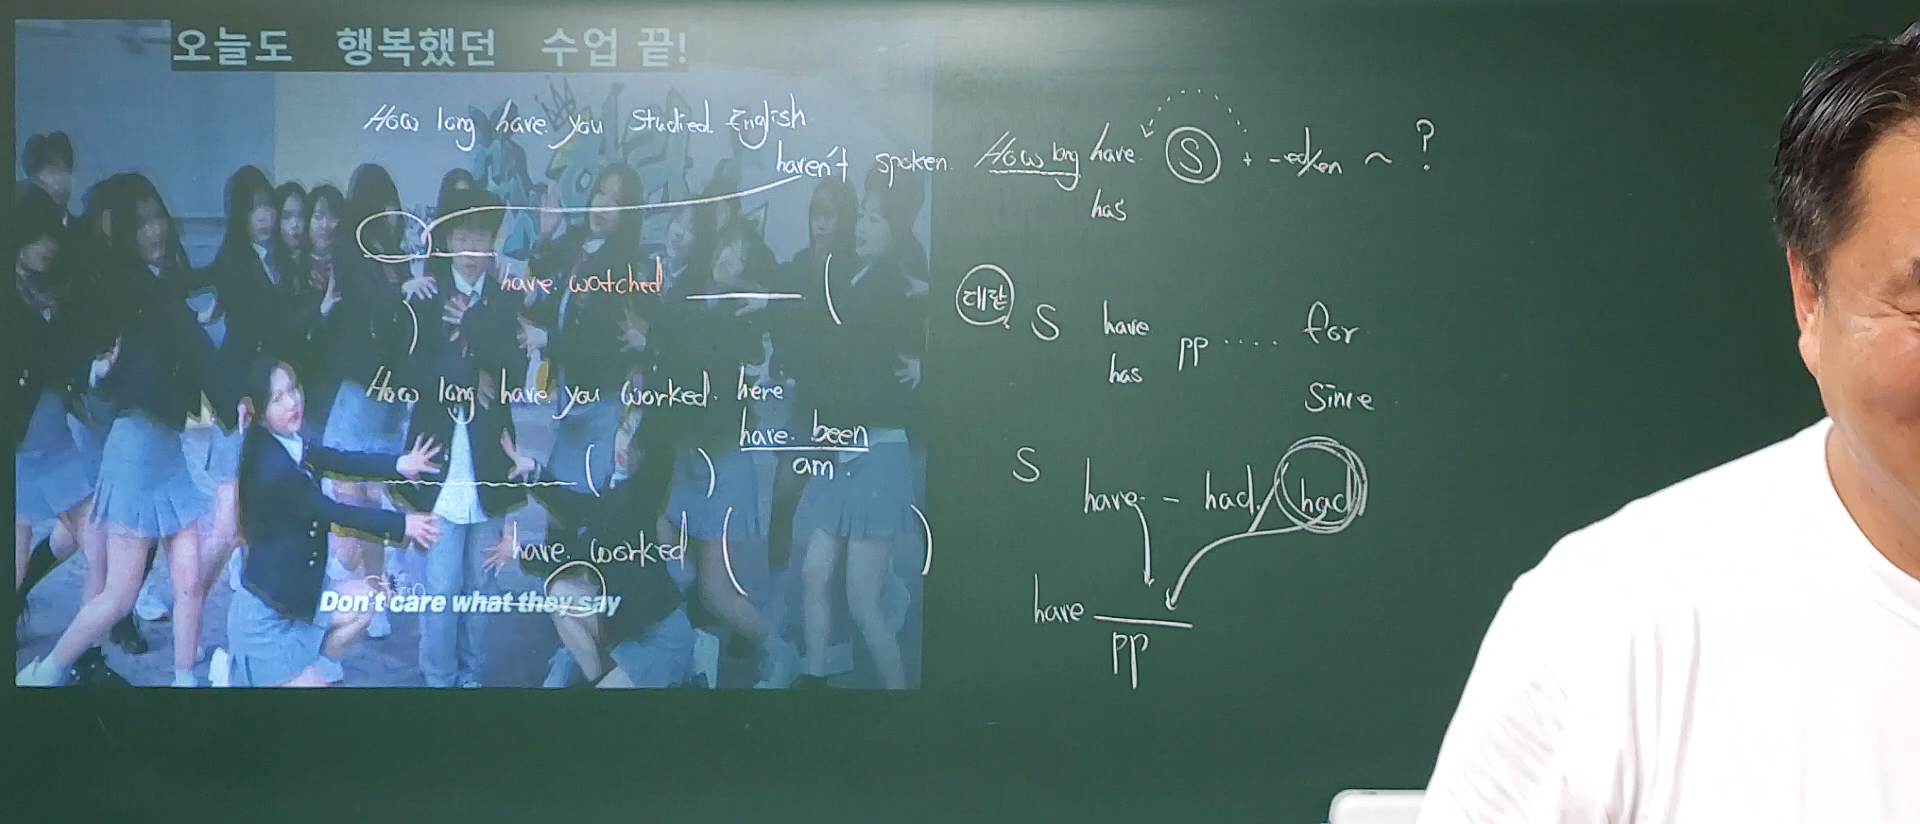 오늘도 행복했던 수업 끝!
How long have you studied English
haven't spoken.
have watched
How long have you worked here
have been
am.
have worked
Don't care what they say
How long have S + -ed/en ~ ?
has
대답 S have pp .... for
has
since
S have - had - had
have
pp